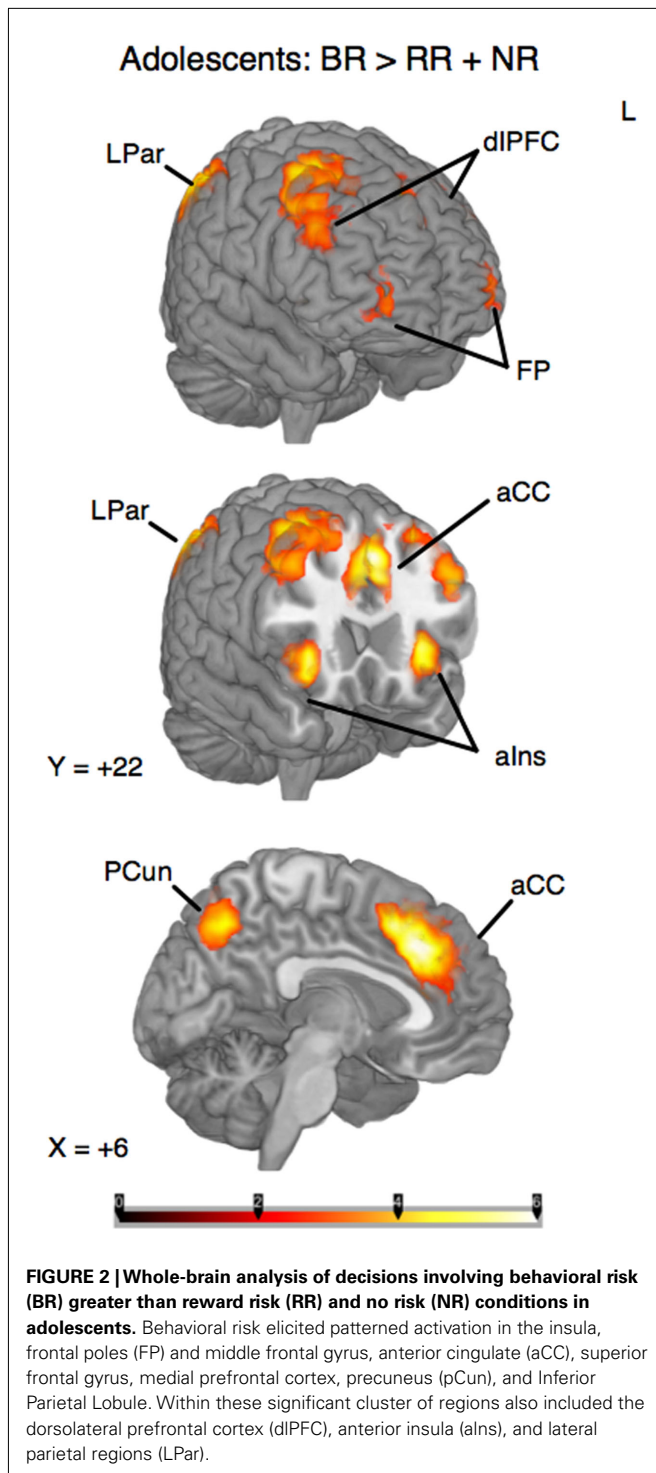 Adolescents: BR > RR + NR
L
LPar
dlPFC
FP
LPar
aCC
Y = +22
aIns
PCun
aCC
X = +6
0 2 4 6
FIGURE 2 | Whole-brain analysis of decisions involving behavioral risk
(BR) greater than reward risk (RR) and no risk (NR) conditions in
adolescents. Behavioral risk elicited patterned activation in the insula,
frontal poles (FP) and middle frontal gyrus, anterior cingulate (aCC), superior
frontal gyrus, medial prefrontal cortex, precuneus (pCun), and Inferior
Parietal Lobule. Within these significant cluster of regions also included the
dorsolateral prefrontal cortex (dlPFC), anterior insula (aIns), and lateral
parietal regions (LPar).